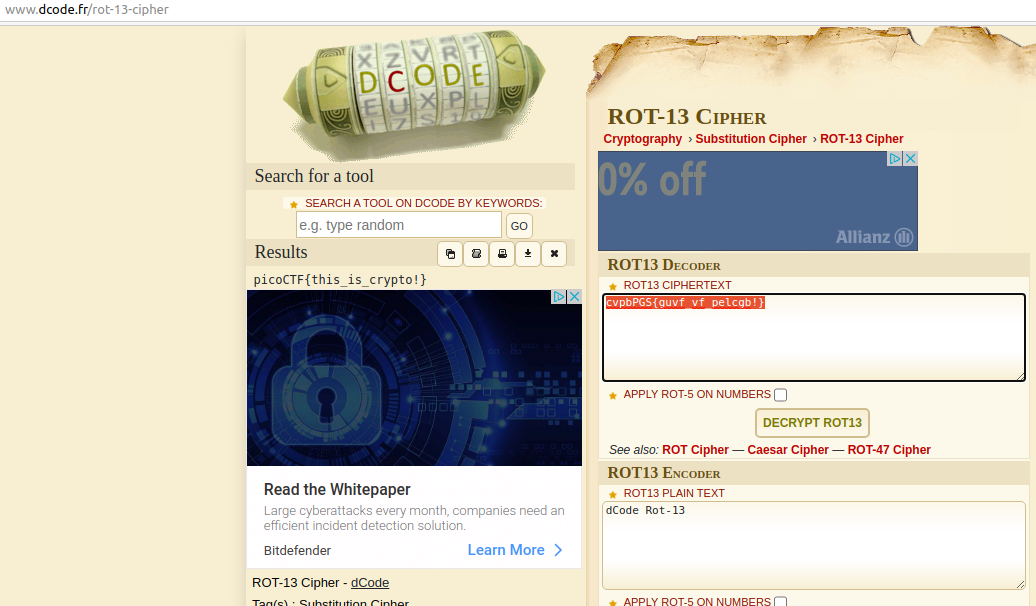 www.dcode.fr/rot-13-cipher
X Z V R T
D C O D E
E U X P L
Search for a tool
SEARCH A TOOL ON DCODE BY KEYWORDS:
e.g. type random
GO
Results
picoCTF{this_is_crypto!}
Read the Whitepaper
Large cyberattacks every month, companies need an
efficient incident detection solution.
Bitdefender
Learn More
ROT-13 Cipher - dCode
Tag(s) : Substitution Cipher
ROT-13 Cipher
Cryptography › Substitution Cipher › ROT-13 Cipher
0% off
Allianz
ROT13 Decoder
ROT13 CIPHERTEXT
cvpbPGS{guvf_vf_pelcgb!}
APPLY ROT-5 ON NUMBERS
DECRYPT ROT13
See also: ROT Cipher — Caesar Cipher — ROT-47 Cipher
ROT13 Encoder
ROT13 PLAIN TEXT
dCode Rot-13
APPLY ROT-5 ON NUMBERS